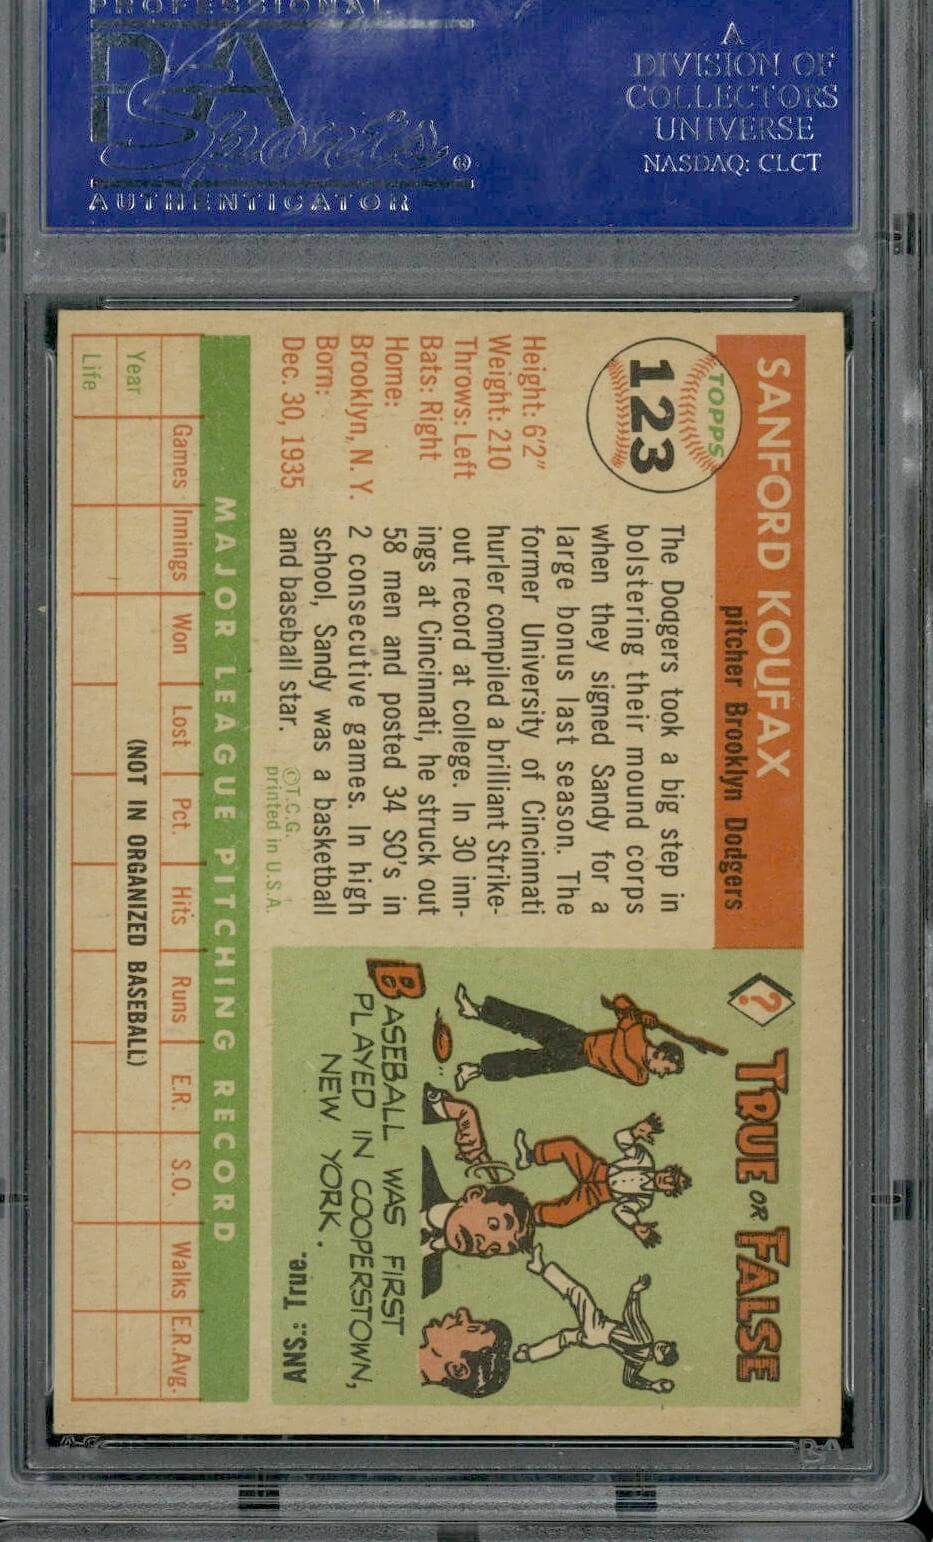 PROFESSIONAL
PSA
Sports
®
AUTHENTICATOR
A
DIVISION OF
COLLECTORS
UNIVERSE
NASDAQ: CLCT
SANFORD KOUFAX
pitcher Brooklyn Dodgers
TOPPS
123
Height: 6'2"
Weight: 210
Throws: Left
Bats: Right
Home:
Brooklyn, N. Y.
Born:
Dec. 30, 1935
The Dodgers took a big step in
bolstering their mound corps
when they signed Sandy for a
large bonus last season. The
former University of Cincinnati
hurler compiled a brilliant Strike-
out record at college. In 30 inn-
ings at Cincinnati, he struck out
58 men and posted 34 SO's in
2 consecutive games. In high
school, Sandy was a basketball
and baseball star.
©T.C.G.
printed in U.S.A.
?
TRUE OR FALSE
BASEBALL WAS FIRST
PLAYED IN COOPERSTOWN,
NEW YORK.
ANS.: True.
MAJOR LEAGUE PITCHING RECORD
Games Innings Won Lost Pct. Hits Runs E.R. S.O. Walks E.R.Avg.
Year
(NOT IN ORGANIZED BASEBALL)
Life